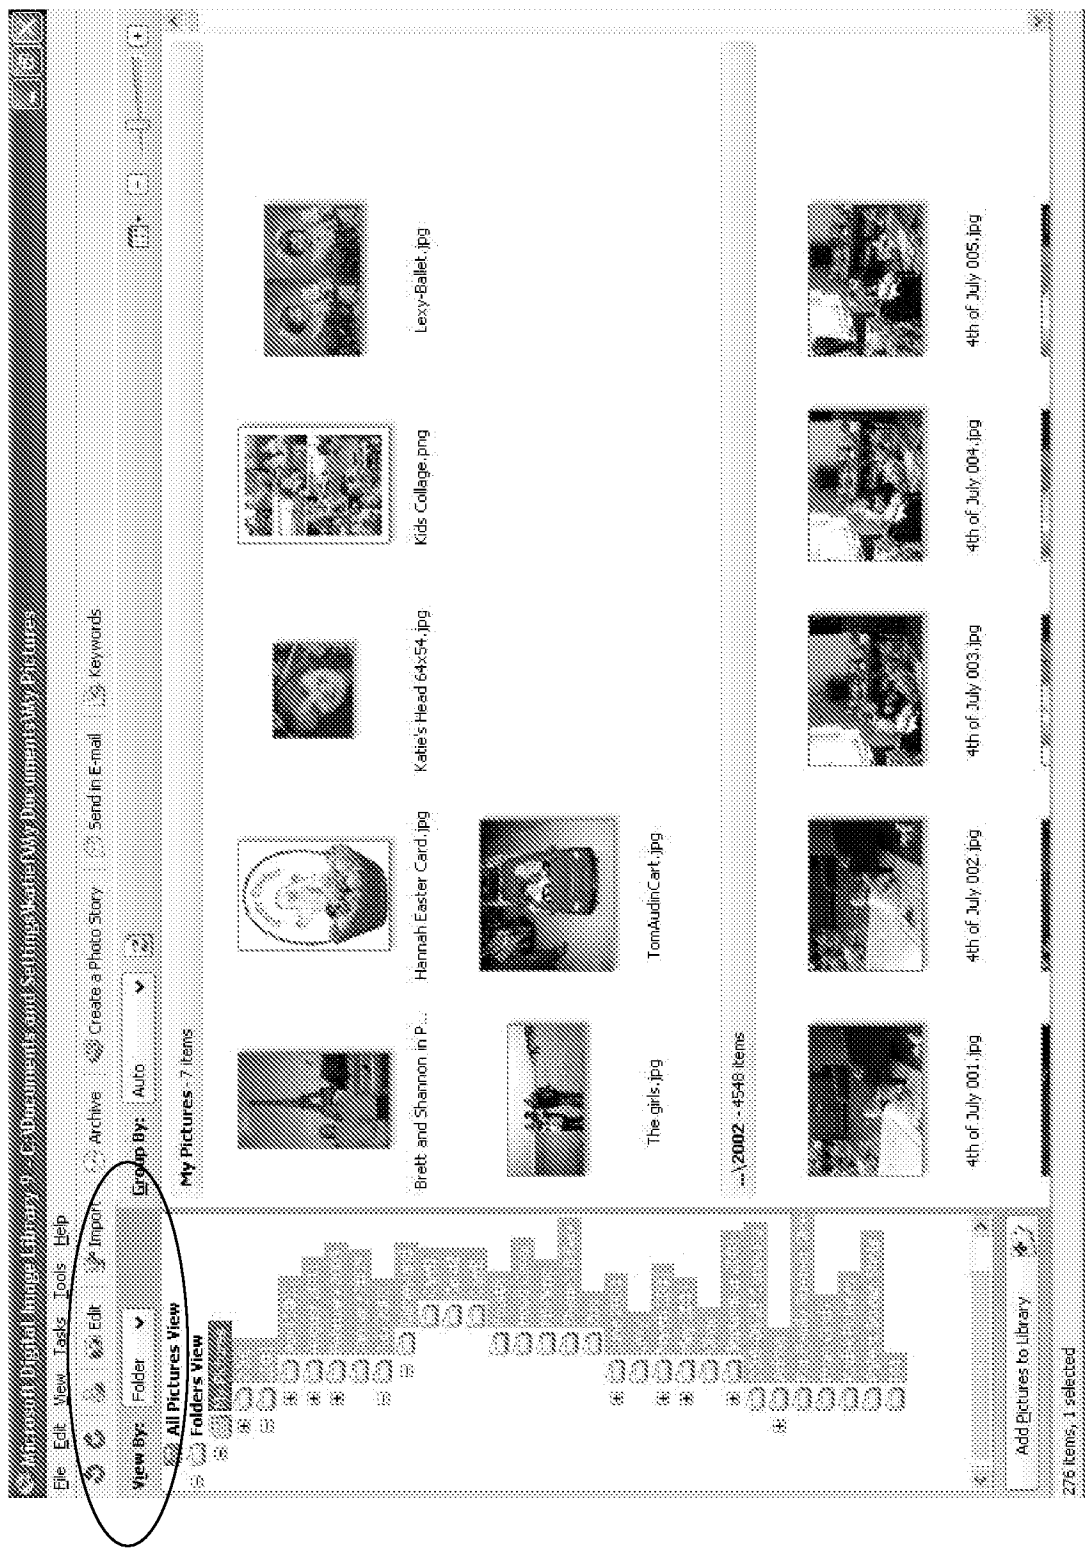 Microsoft Digital Image Library 9 - C:\Documents and Settings\katie\My Documents\My Pictures
File Edit View Tasks Tools Help
Edit Import Archive Create a Photo Story Send in E-mail Keywords
View By: Folder Group By: Auto
All Pictures View
Folders View
Add Pictures to Library
My Pictures - 7 items
Brett and Shannon in P... Hannah Easter Card.jpg Katie's Head 64x54.jpg Kids Collage.png Lexy-Ballet.jpg
The girls.jpg TomAudinCart.jpg
...\2002 - 4548 items
4th of July 001.jpg 4th of July 002.jpg 4th of July 003.jpg 4th of July 004.jpg 4th of July 005.jpg
276 items, 1 selected